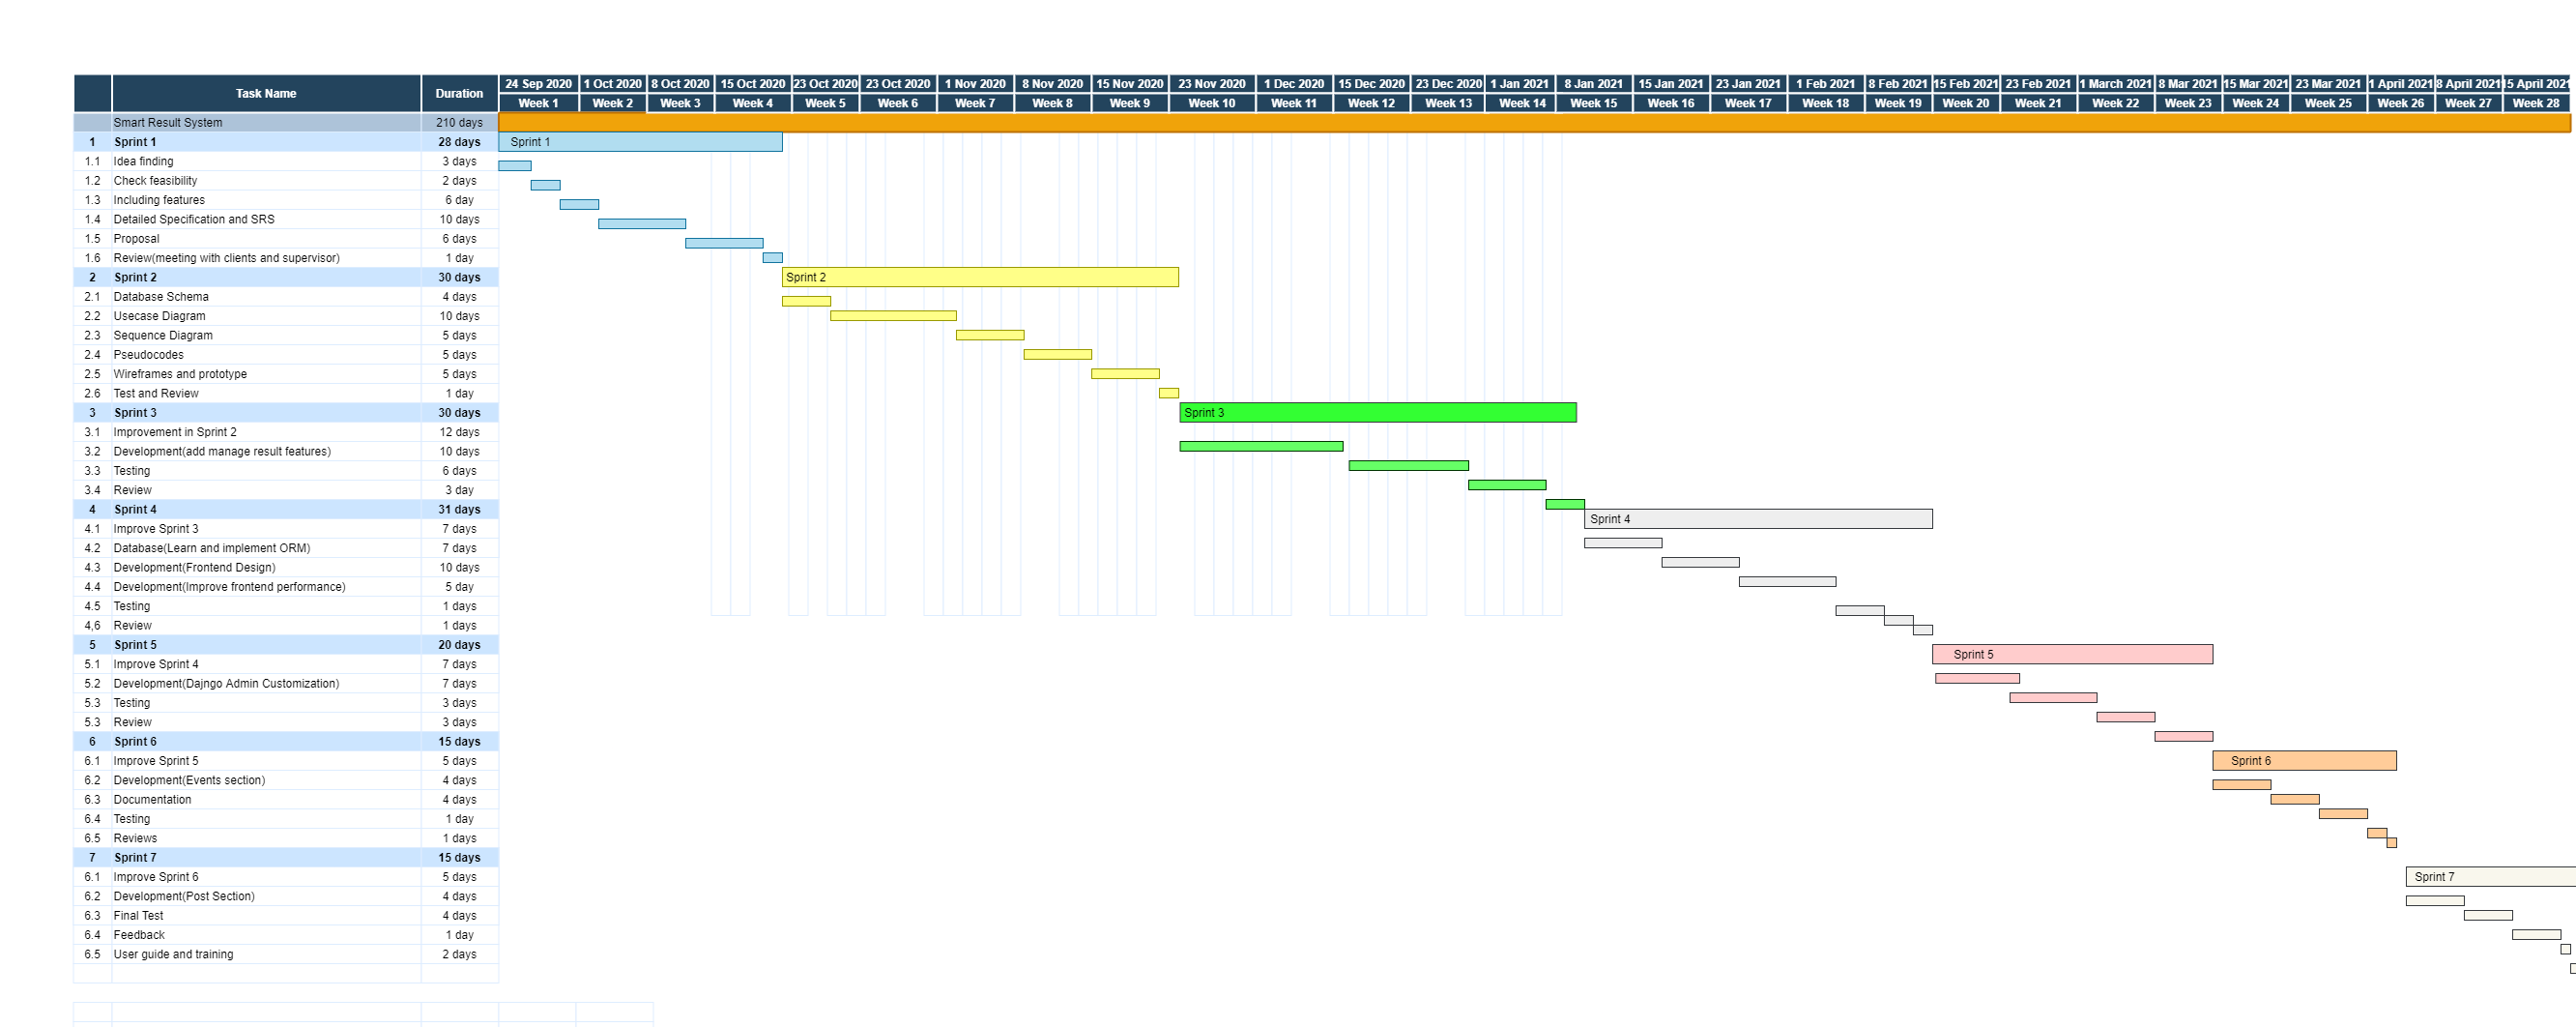 24 Sep 2020 1 Oct 2020 8 Oct 2020 15 Oct 2020 23 Oct 2020 23 Oct 2020 1 Nov 2020 8 Nov 2020 15 Nov 2020 23 Nov 2020 1 Dec 2020 15 Dec 2020 23 Dec 2020 1 Jan 2021 8 Jan 2021 15 Jan 2021 23 Jan 2021 1 Feb 2021 8 Feb 2021 15 Feb 2021 23 Feb 2021 1 March 2021 8 Mar 2021 15 Mar 2021 23 Mar 2021 1 April 2021 8 April 2021 15 April 2021
Task Name Duration
Week 1 Week 2 Week 3 Week 4 Week 5 Week 6 Week 7 Week 8 Week 9 Week 10 Week 11 Week 12 Week 13 Week 14 Week 15 Week 16 Week 17 Week 18 Week 19 Week 20 Week 21 Week 22 Week 23 Week 24 Week 25 Week 26 Week 27 Week 28
Smart Result System 210 days
1 Sprint 1 28 days Sprint 1
1.1 Idea finding 3 days
1.2 Check feasibility 2 days
1.3 Including features 6 day
1.4 Detailed Specification and SRS 10 days
1.5 Proposal 6 days
1.6 Review(meeting with clients and supervisor) 1 day
2 Sprint 2 30 days Sprint 2
2.1 Database Schema 4 days
2.2 Usecase Diagram 10 days
2.3 Sequence Diagram 5 days
2.4 Pseudocodes 5 days
2.5 Wireframes and prototype 5 days
2.6 Test and Review 1 day
3 Sprint 3 30 days Sprint 3
3.1 Improvement in Sprint 2 12 days
3.2 Development(add manage result features) 10 days
3.3 Testing 6 days
3.4 Review 3 day
4 Sprint 4 31 days Sprint 4
4.1 Improve Sprint 3 7 days
4.2 Database(Learn and implement ORM) 7 days
4.3 Development(Frontend Design) 10 days
4.4 Development(Improve frontend performance) 5 day
4.5 Testing 1 days
4,6 Review 1 days
5 Sprint 5 20 days Sprint 5
5.1 Improve Sprint 4 7 days
5.2 Development(Dajngo Admin Customization) 7 days
5.3 Testing 3 days
5.3 Review 3 days
6 Sprint 6 15 days Sprint 6
6.1 Improve Sprint 5 5 days
6.2 Development(Events section) 4 days
6.3 Documentation 4 days
6.4 Testing 1 day
6.5 Reviews 1 days
7 Sprint 7 15 days Sprint 7
6.1 Improve Sprint 6 5 days
6.2 Development(Post Section) 4 days
6.3 Final Test 4 days
6.4 Feedback 1 day
6.5 User guide and training 2 days